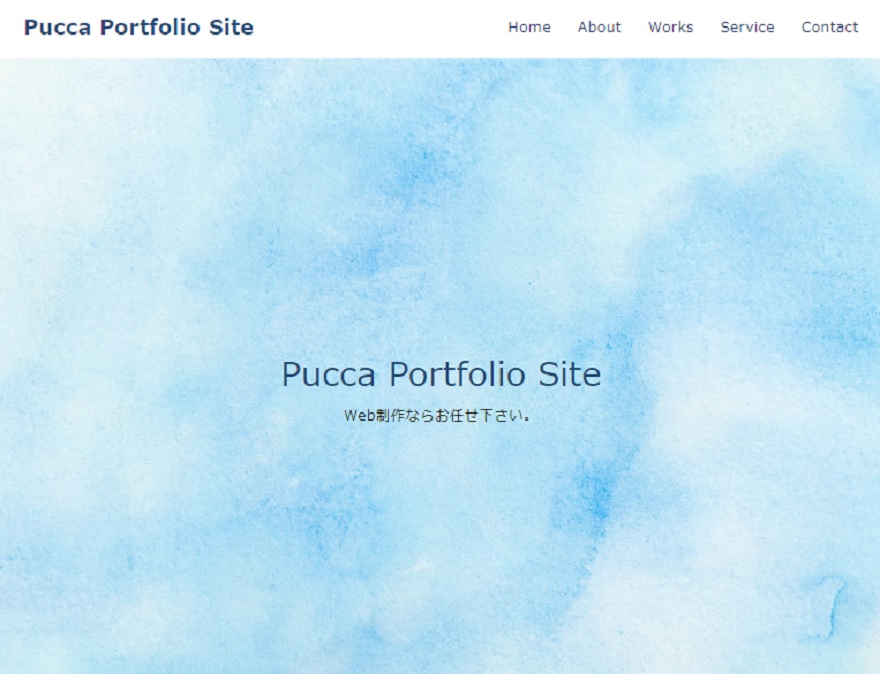 Pucca Portfolio Site
Home About Works Service Contact
Pucca Portfolio Site
Web制作ならお任せ下さい。